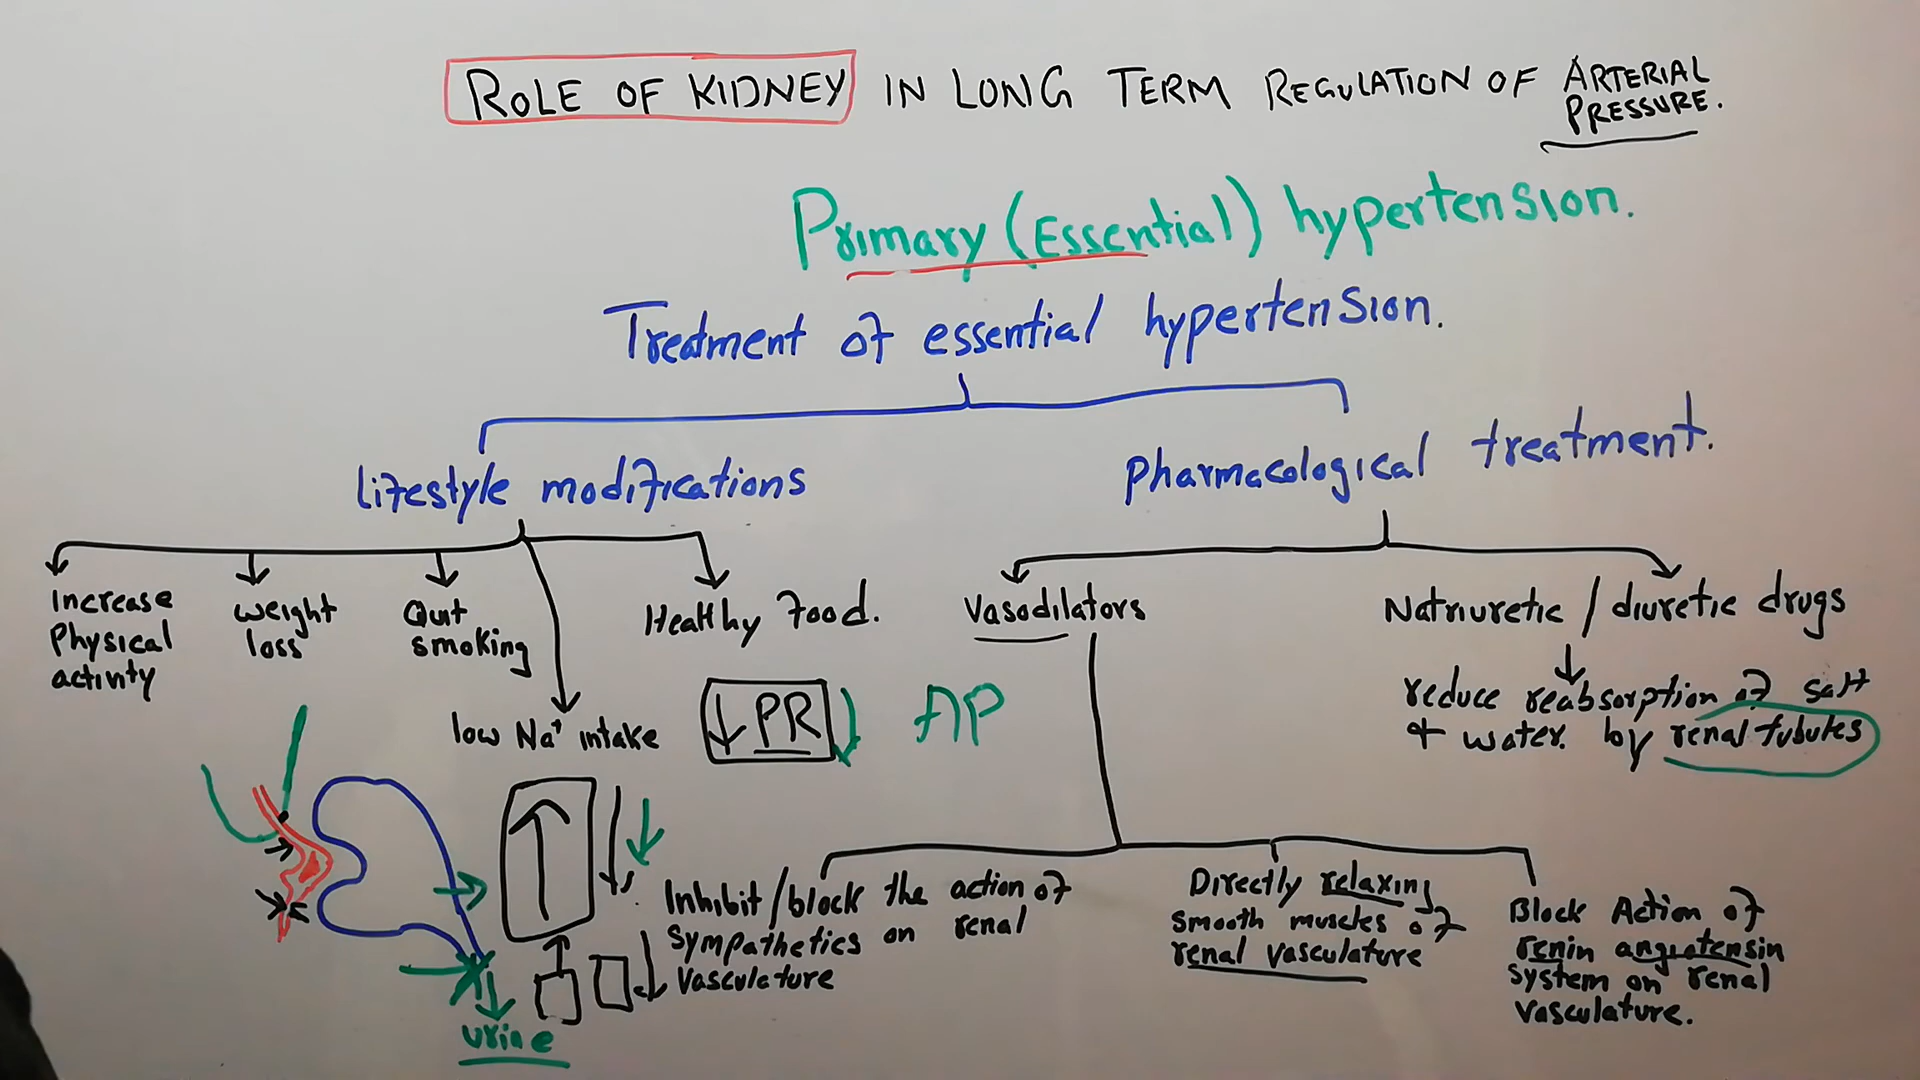 ROLE OF KIDNEY IN LONG TERM REGULATION OF ARTERIAL
PRESSURE.
Primary (Essential) hypertension.
Treatment of essential hypertension.
Lifestyle modifications
Pharmacological treatment.
Increase
Physical
activity
weight
loss
Quit
smoking
Healthy Food.
low Na+ intake
Vasodilators
Natriuretic / diuretic drugs
reduce reabsorption of salt
+ water. by renal tubules
↓ PR ↓ AP
Inhibit/block the action of
sympathetics on renal
vasculature
Directly relaxing
smooth muscles of
renal vasculature
Block Action of
renin angiotensin
system on renal
vasculature.
urine